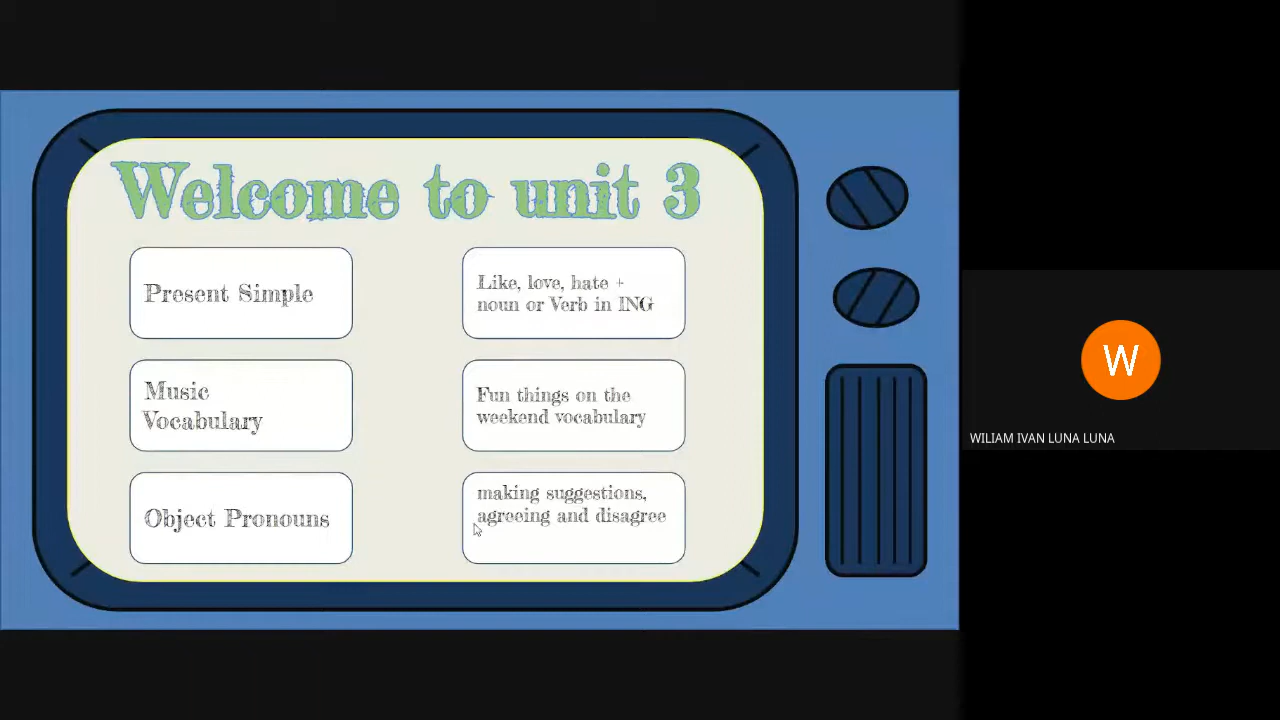 Welcome to unit 3
Present Simple
Like, love, hate +
noun or Verb in ING
Music
Vocabulary
Fun things on the
weekend vocabulary
Object Pronouns
making suggestions,
agreeing and disagree
W
WILIAM IVAN LUNA LUNA